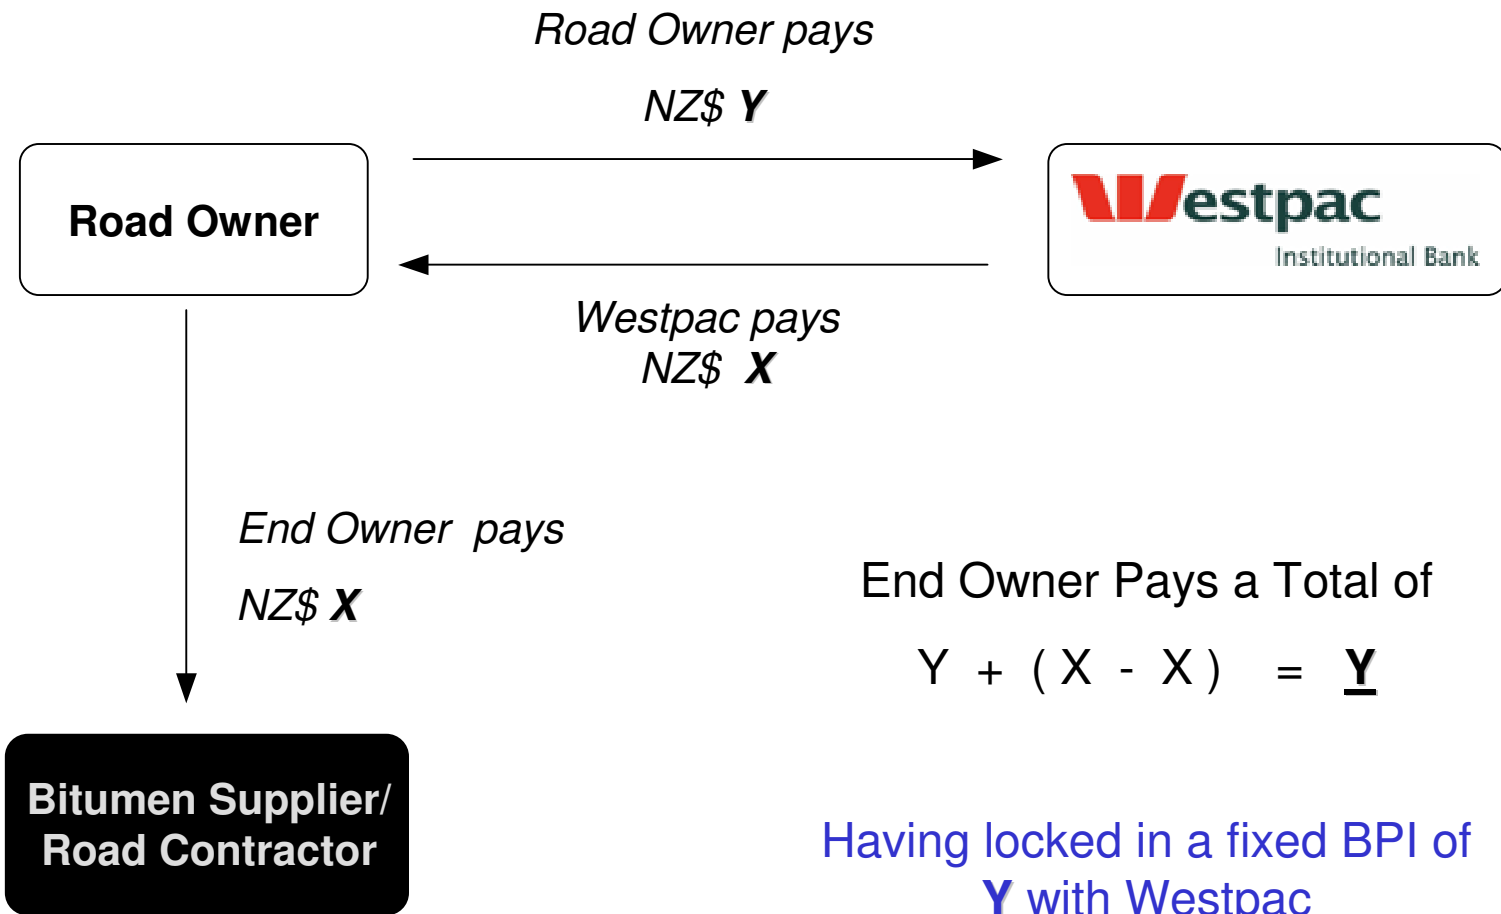 Road Owner pays
NZ$ Y
Road Owner
Westpac
Institutional Bank
Westpac pays
NZ$ X
End Owner pays
NZ$ X
End Owner Pays a Total of
Y + ( X - X ) = Y
Bitumen Supplier/
Road Contractor
Having locked in a fixed BPI of
Y with Westpac